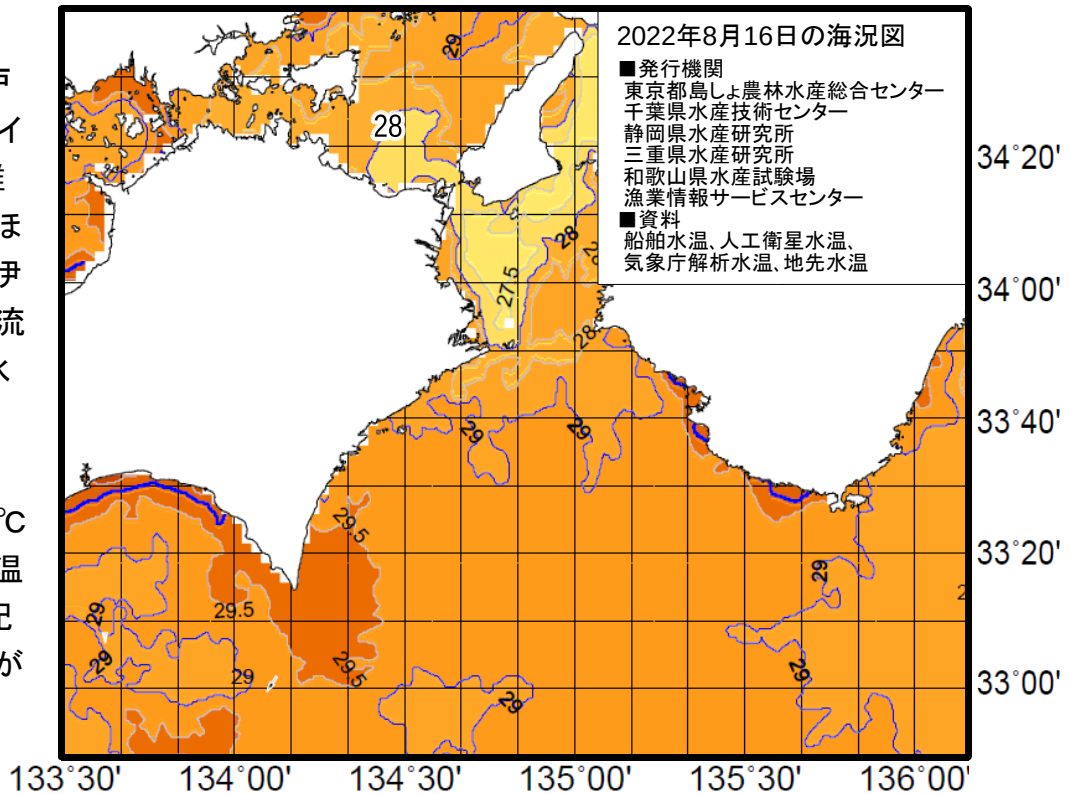 2022年8月16日の海況図
■発行機関
東京都島しょ農林水産総合センター
千葉県水産技術センター
静岡県水産研究所
三重県水産研究所
和歌山県水産試験場
漁業情報サービスセンター
■資料
船舶水温、人工衛星水温、
気象庁解析水温、地先水温
イ
ほ
伊
流
℃
温
が
29
28
28
27.5
28
29
29
29.5
29
29
29.5
29
29
29.5
29
29
34°20'
34°00'
33°40'
33°20'
33°00'
133°30' 134°00' 134°30' 135°00' 135°30' 136°00'